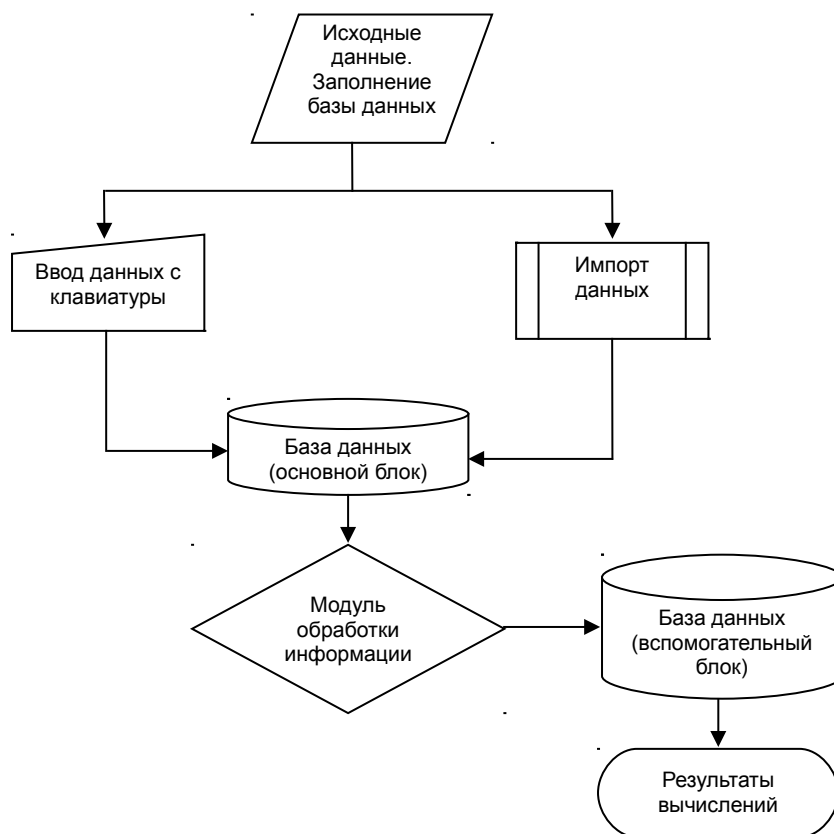 Исходные
данные.
Заполнение
базы данных
Ввод данных с
клавиатуры
Импорт
данных
База данных
(основной блок)
Модуль
обработки
информации
База данных
(вспомогательный
блок)
Результаты
вычислений